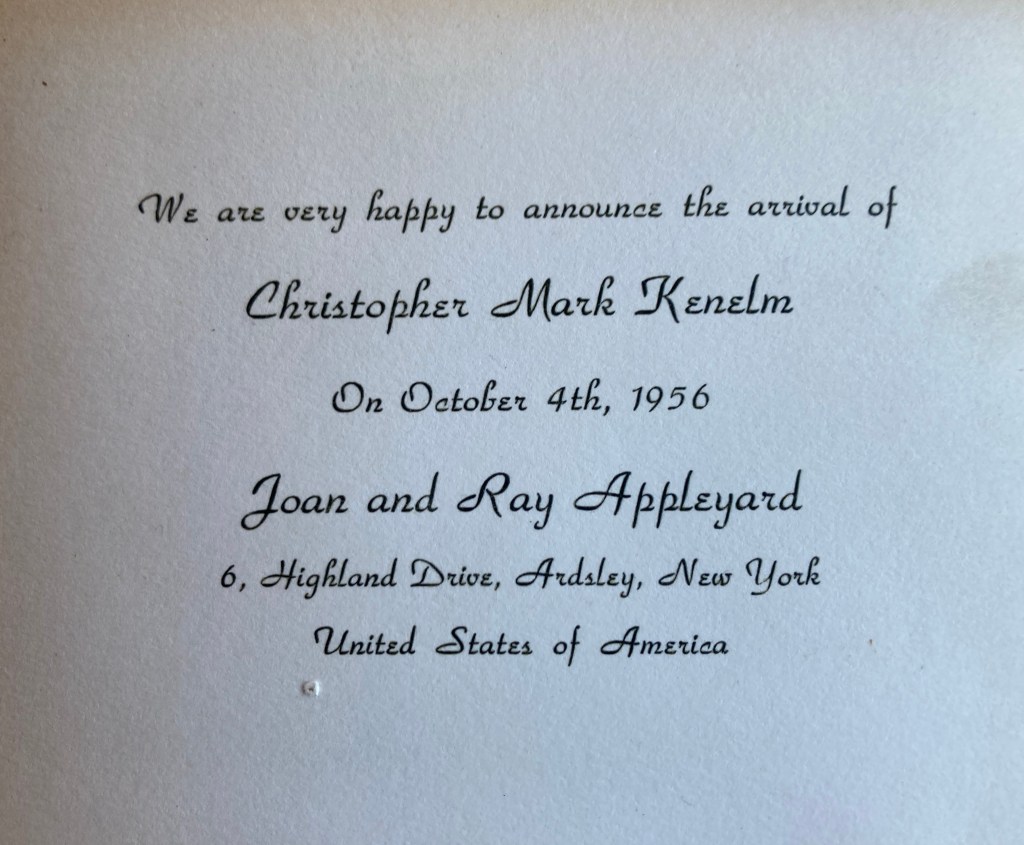 We are very happy to announce the arrival of
Christopher Mark Kenelm
On October 4th, 1956
Joan and Ray Appleyard
6, Highland Drive, Ardsley, New York
United States of America